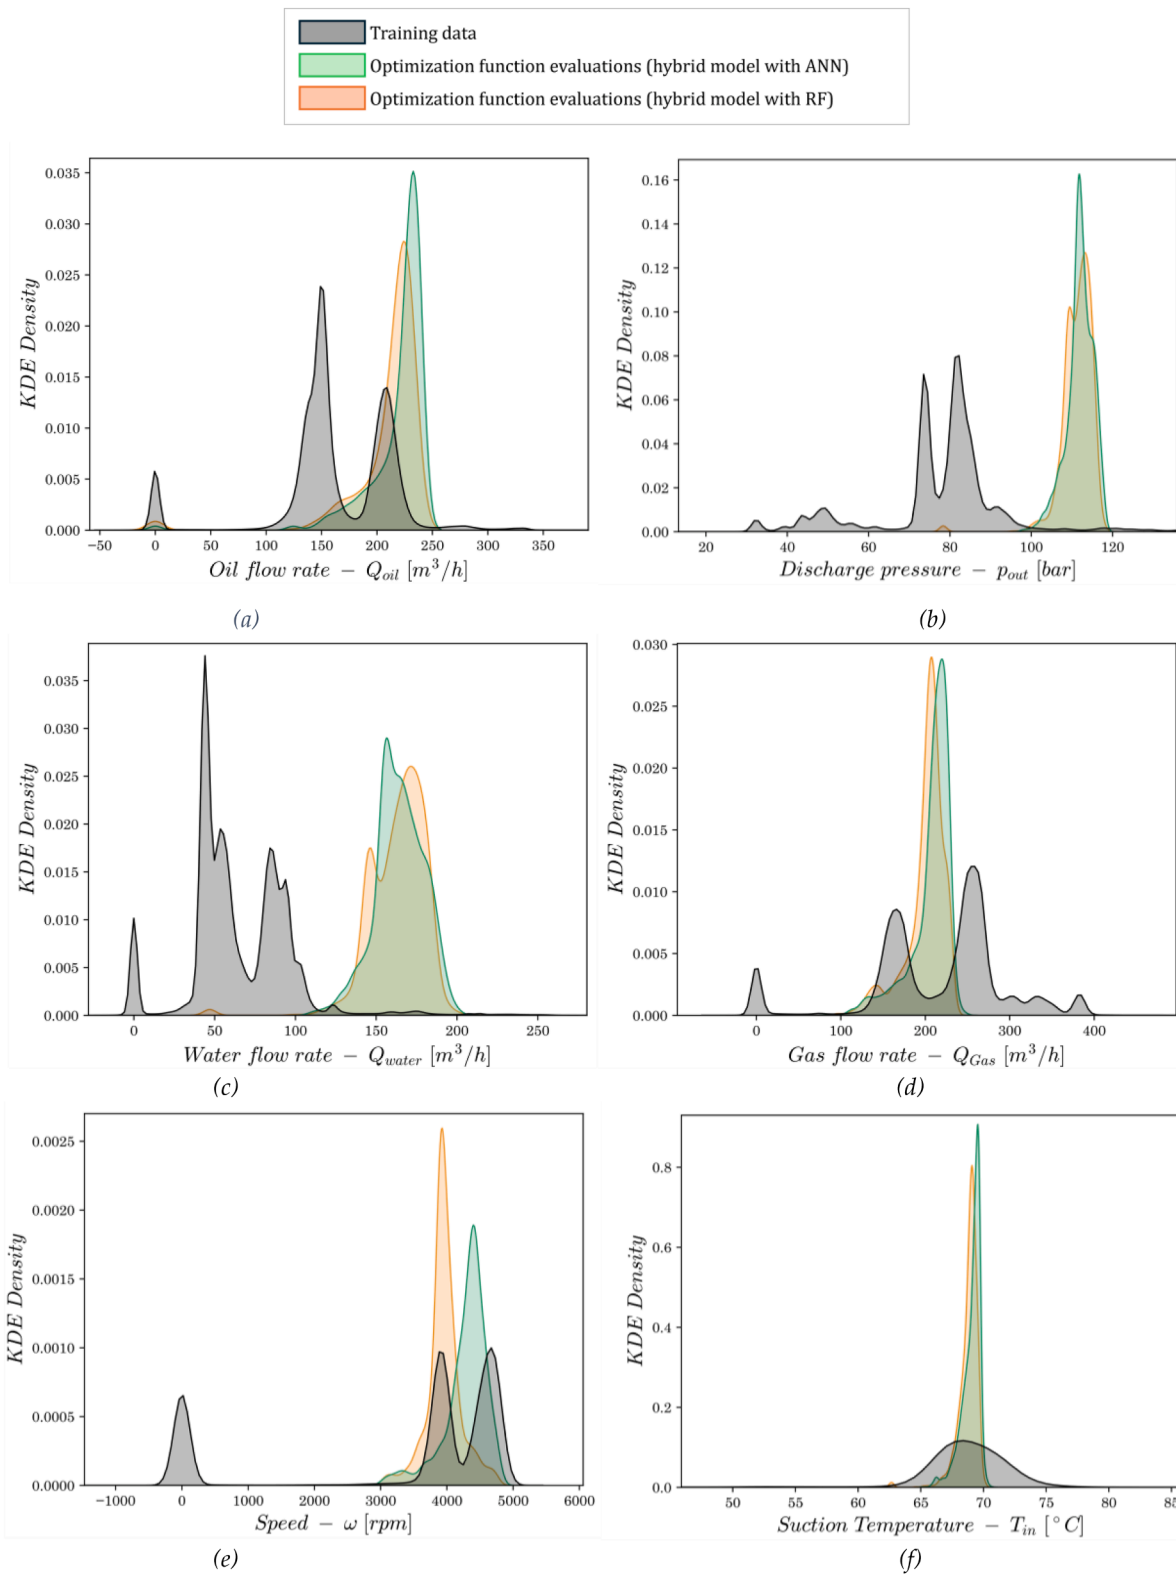 Training data
Optimization function evaluations (hybrid model with ANN)
Optimization function evaluations (hybrid model with RF)
KDE Density
0.035
0.030
0.025
0.020
0.015
0.010
0.005
0.000
−50 0 50 100 150 200 250 300 350
Oil flow rate − Q_oil [m³/h]
(a)
KDE Density
0.16
0.14
0.12
0.10
0.08
0.06
0.04
0.02
0.00
20 40 60 80 100 120
Discharge pressure − p_out [bar]
(b)
KDE Density
0.035
0.030
0.025
0.020
0.015
0.010
0.005
0.000
0 50 100 150 200 250
Water flow rate − Q_water [m³/h]
(c)
KDE Density
0.030
0.025
0.020
0.015
0.010
0.005
0.000
0 100 200 300 400
Gas flow rate − Q_Gas [m³/h]
(d)
KDE Density
0.0025
0.0020
0.0015
0.0010
0.0005
0.0000
−1000 0 1000 2000 3000 4000 5000 6000
Speed − ω [rpm]
(e)
KDE Density
0.8
0.6
0.4
0.2
0.0
50 55 60 65 70 75 80 85
Suction Temperature − T_in [°C]
(f)